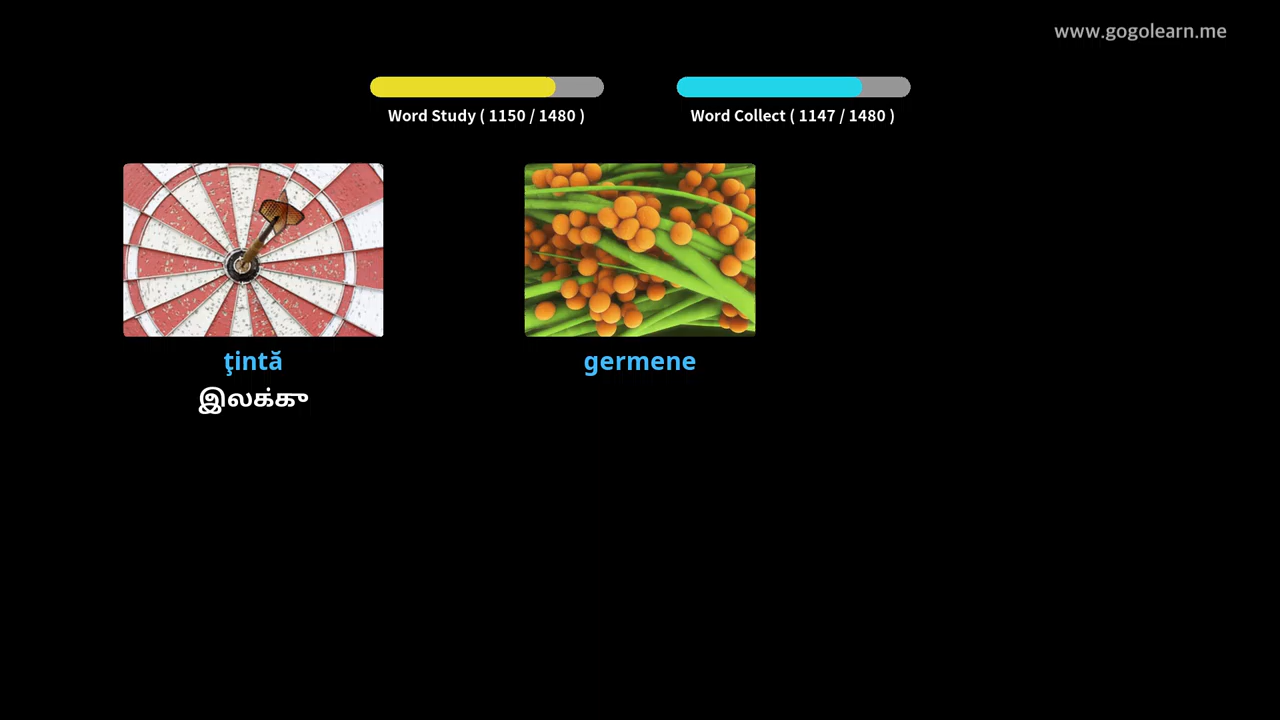 www.gogolearn.me
Word Study ( 1150 / 1480 )
Word Collect ( 1147 / 1480 )
ţintă
germene
இலக்கு